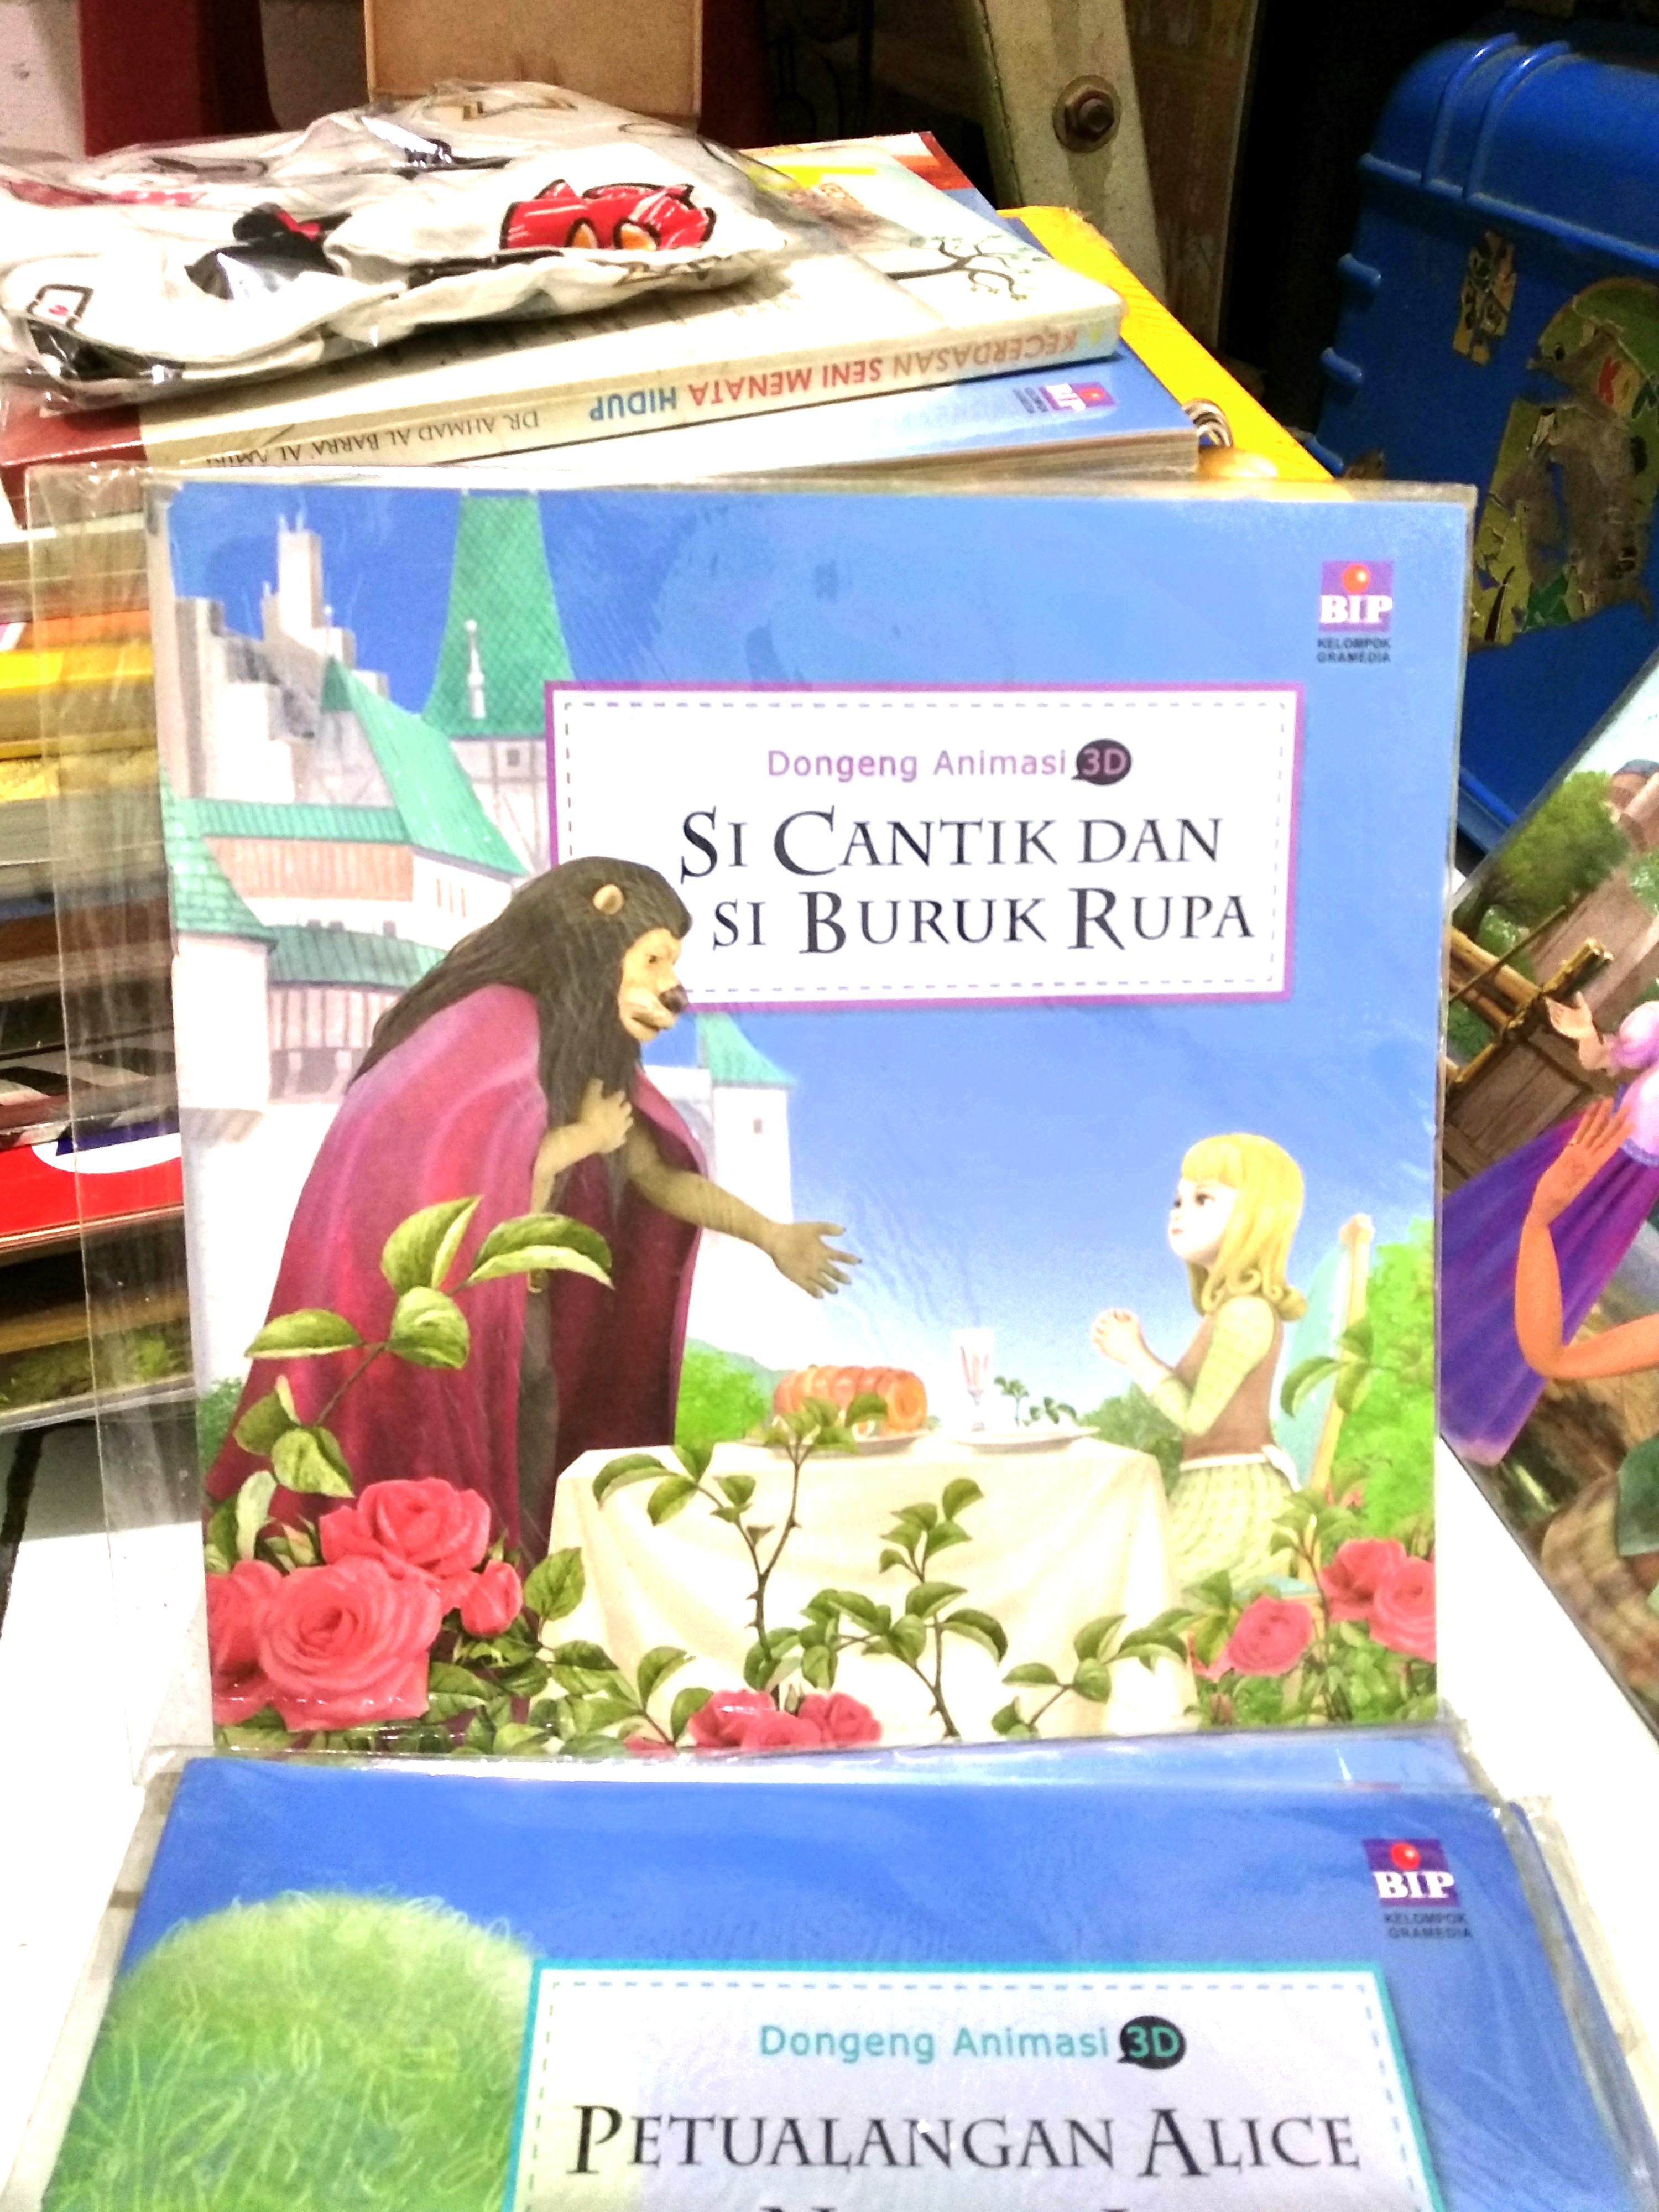 KECERDASAN SENI MENATA HIDUP
DR. AHMAD AL BARRA' AL AMIRI
BIP
KELOMPOK
GRAMEDIA
Dongeng Animasi 3D
SI CANTIK DAN
SI BURUK RUPA
BIP
KELOMPOK
GRAMEDIA
Dongeng Animasi 3D
PETUALANGAN ALICE